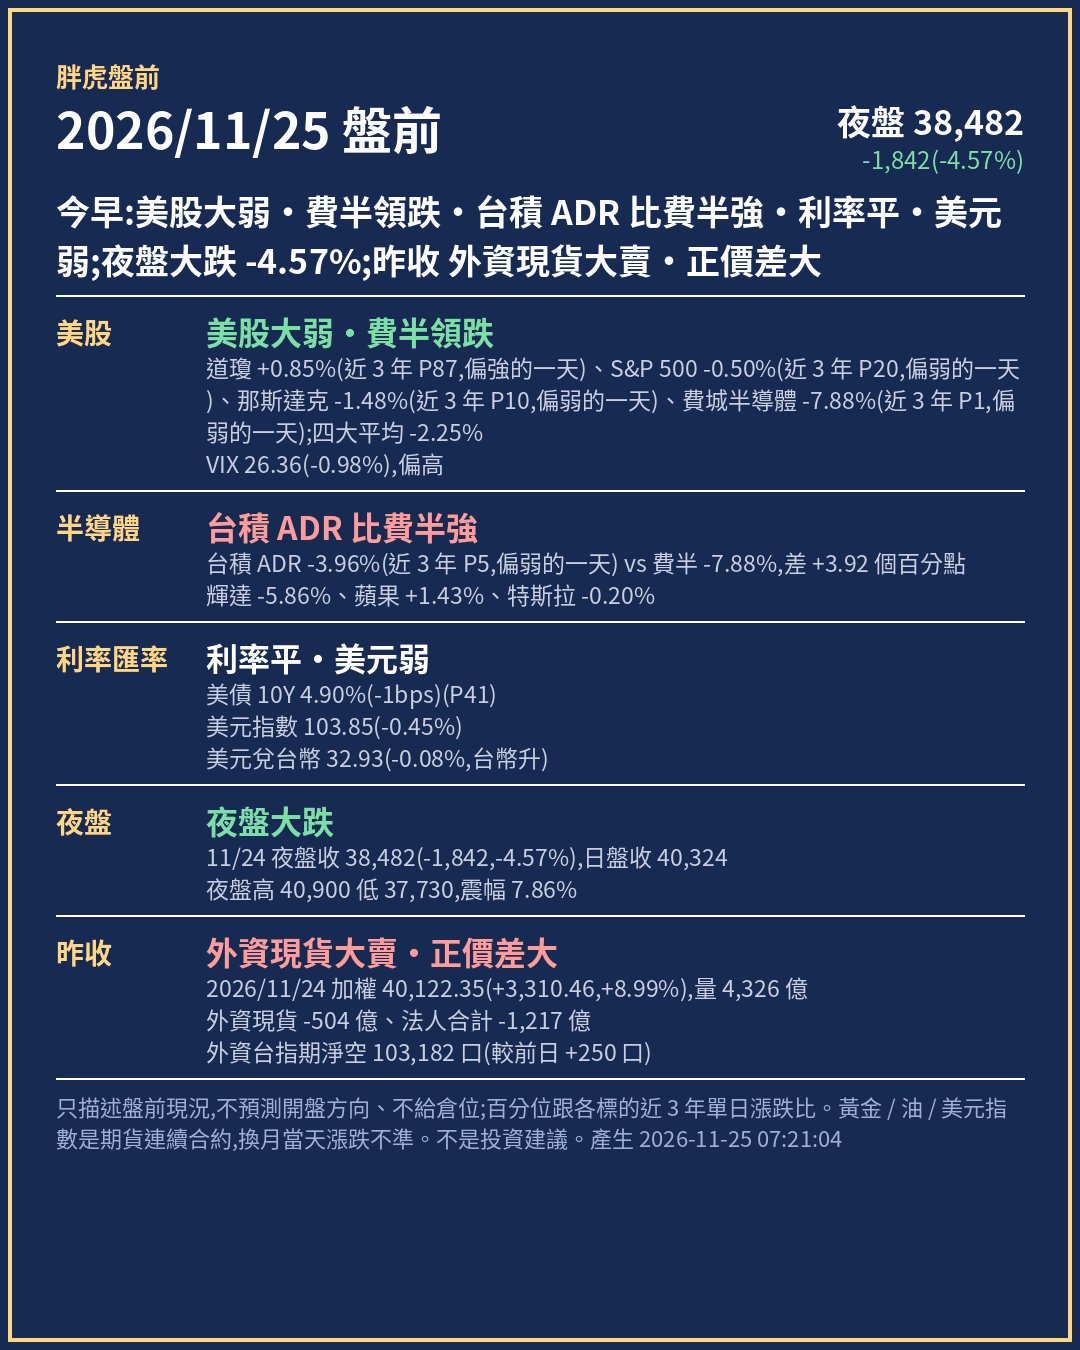 胖虎盤前
2026/11/25 盤前
夜盤 38,482
-1,842(-4.57%)
今早:美股大弱・費半領跌・台積 ADR 比費半強・利率平・美元
弱;夜盤大跌 -4.57%;昨收 外資現貨大賣・正價差大
美股
美股大弱・費半領跌
道瓊 +0.85%(近 3 年 P87,偏強的一天)、S&P 500 -0.50%(近 3 年 P20,偏弱的一天
)、那斯達克 -1.48%(近 3 年 P10,偏弱的一天)、費城半導體 -7.88%(近 3 年 P1,偏
弱的一天);四大平均 -2.25%
VIX 26.36(-0.98%),偏高
半導體
台積 ADR 比費半強
台積 ADR -3.96%(近 3 年 P5,偏弱的一天) vs 費半 -7.88%,差 +3.92 個百分點
輝達 -5.86%、蘋果 +1.43%、特斯拉 -0.20%
利率匯率
利率平・美元弱
美債 10Y 4.90%(-1bps)(P41)
美元指數 103.85(-0.45%)
美元兌台幣 32.93(-0.08%,台幣升)
夜盤
夜盤大跌
11/24 夜盤收 38,482(-1,842,-4.57%),日盤收 40,324
夜盤高 40,900 低 37,730,震幅 7.86%
昨收
外資現貨大賣・正價差大
2026/11/24 加權 40,122.35(+3,310.46,+8.99%),量 4,326 億
外資現貨 -504 億、法人合計 -1,217 億
外資台指期淨空 103,182 口(較前日 +250 口)
只描述盤前現況,不預測開盤方向、不給倉位;百分位跟各標的近 3 年單日漲跌比。黃金 / 油 / 美元指
數是期貨連續合約,換月當天漲跌不準。不是投資建議。產生 2026-11-25 07:21:04